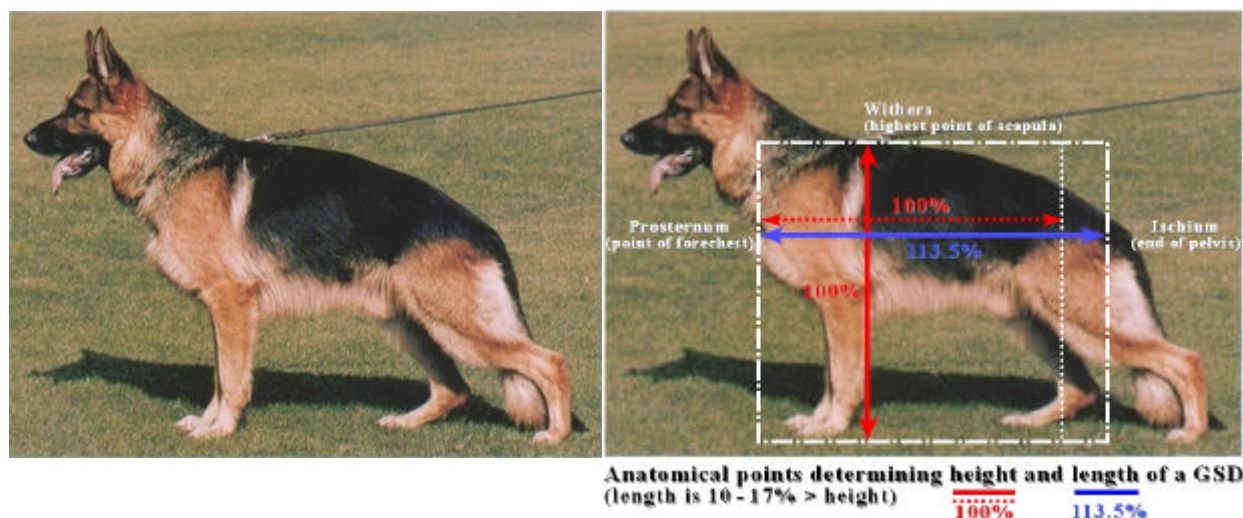 Withers
(highest point of scapula)
100%
Prosternum
(point of forechest)
Ischium
(end of pelvis)
113.5%
100%
Anatomical points determining height and length of a GSD
(length is 10 - 17% > height)
100%
113.5%